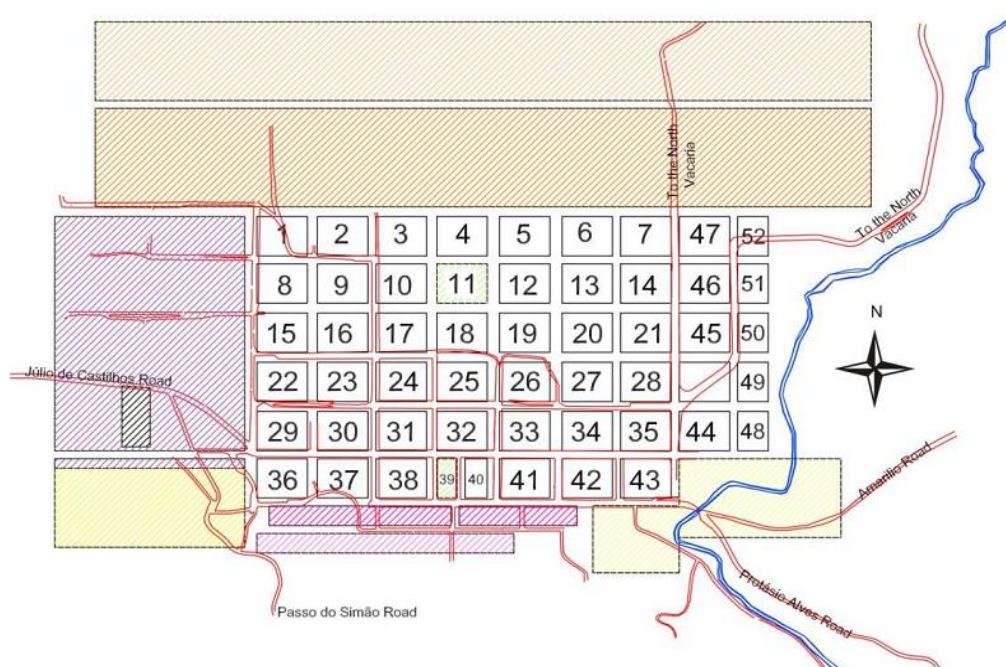 To the North
Vacaria
To the North
Vacaria
1 2 3 4 5 6 7 47 52
8 9 10 11 12 13 14 46 51
15 16 17 18 19 20 21 45 50
N
Júlio de Castilhos Road
22 23 24 25 26 27 28 49
29 30 31 32 33 34 35 44 48
36 37 38 39 40 41 42 43
Amarílio Road
Protásio Alves Road
Passo do Simão Road